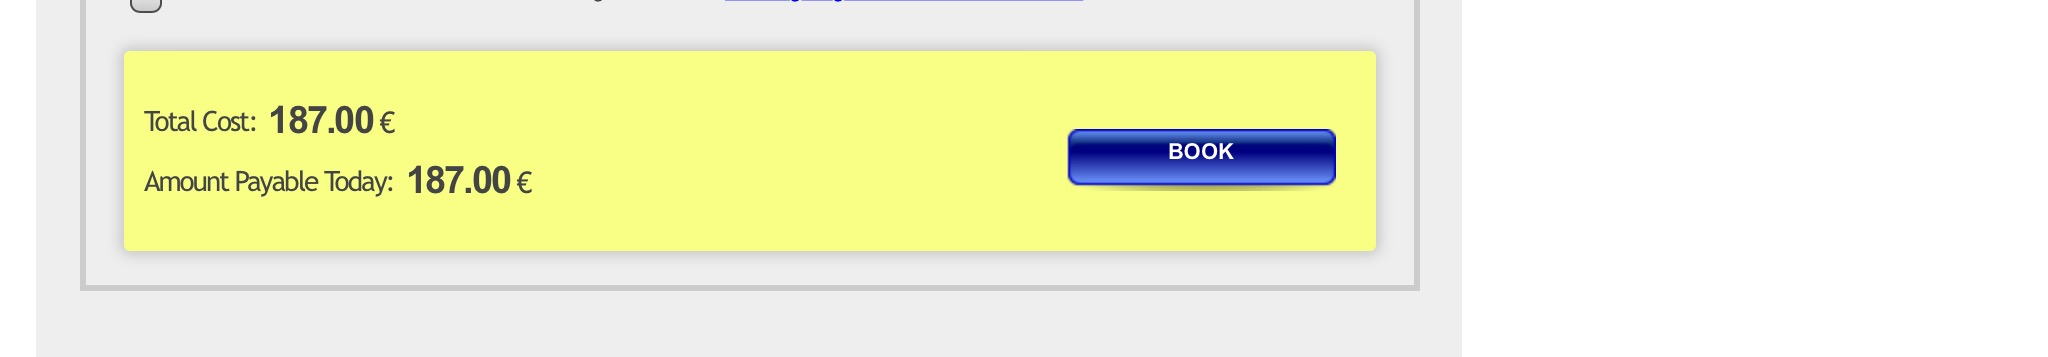 Total Cost: 187.00 €
Amount Payable Today: 187.00 €
BOOK